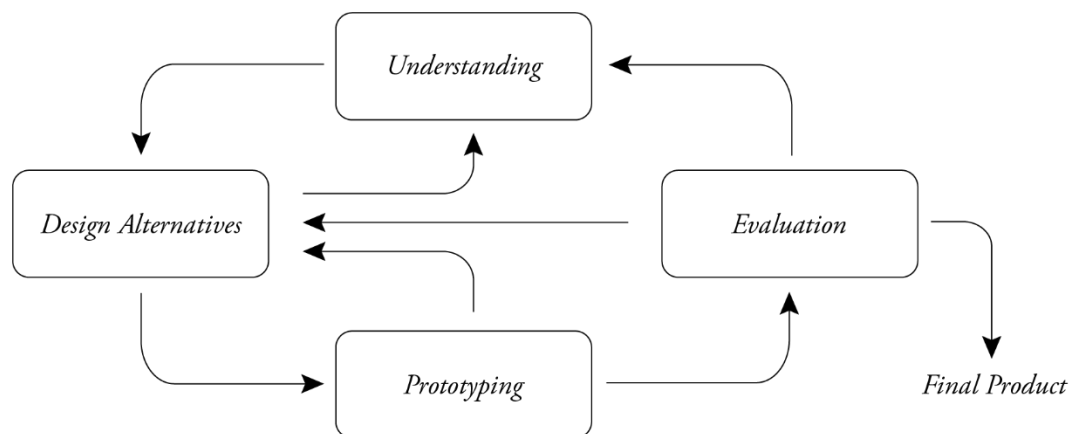 Understanding
Design Alternatives
Evaluation
Prototyping
Final Product